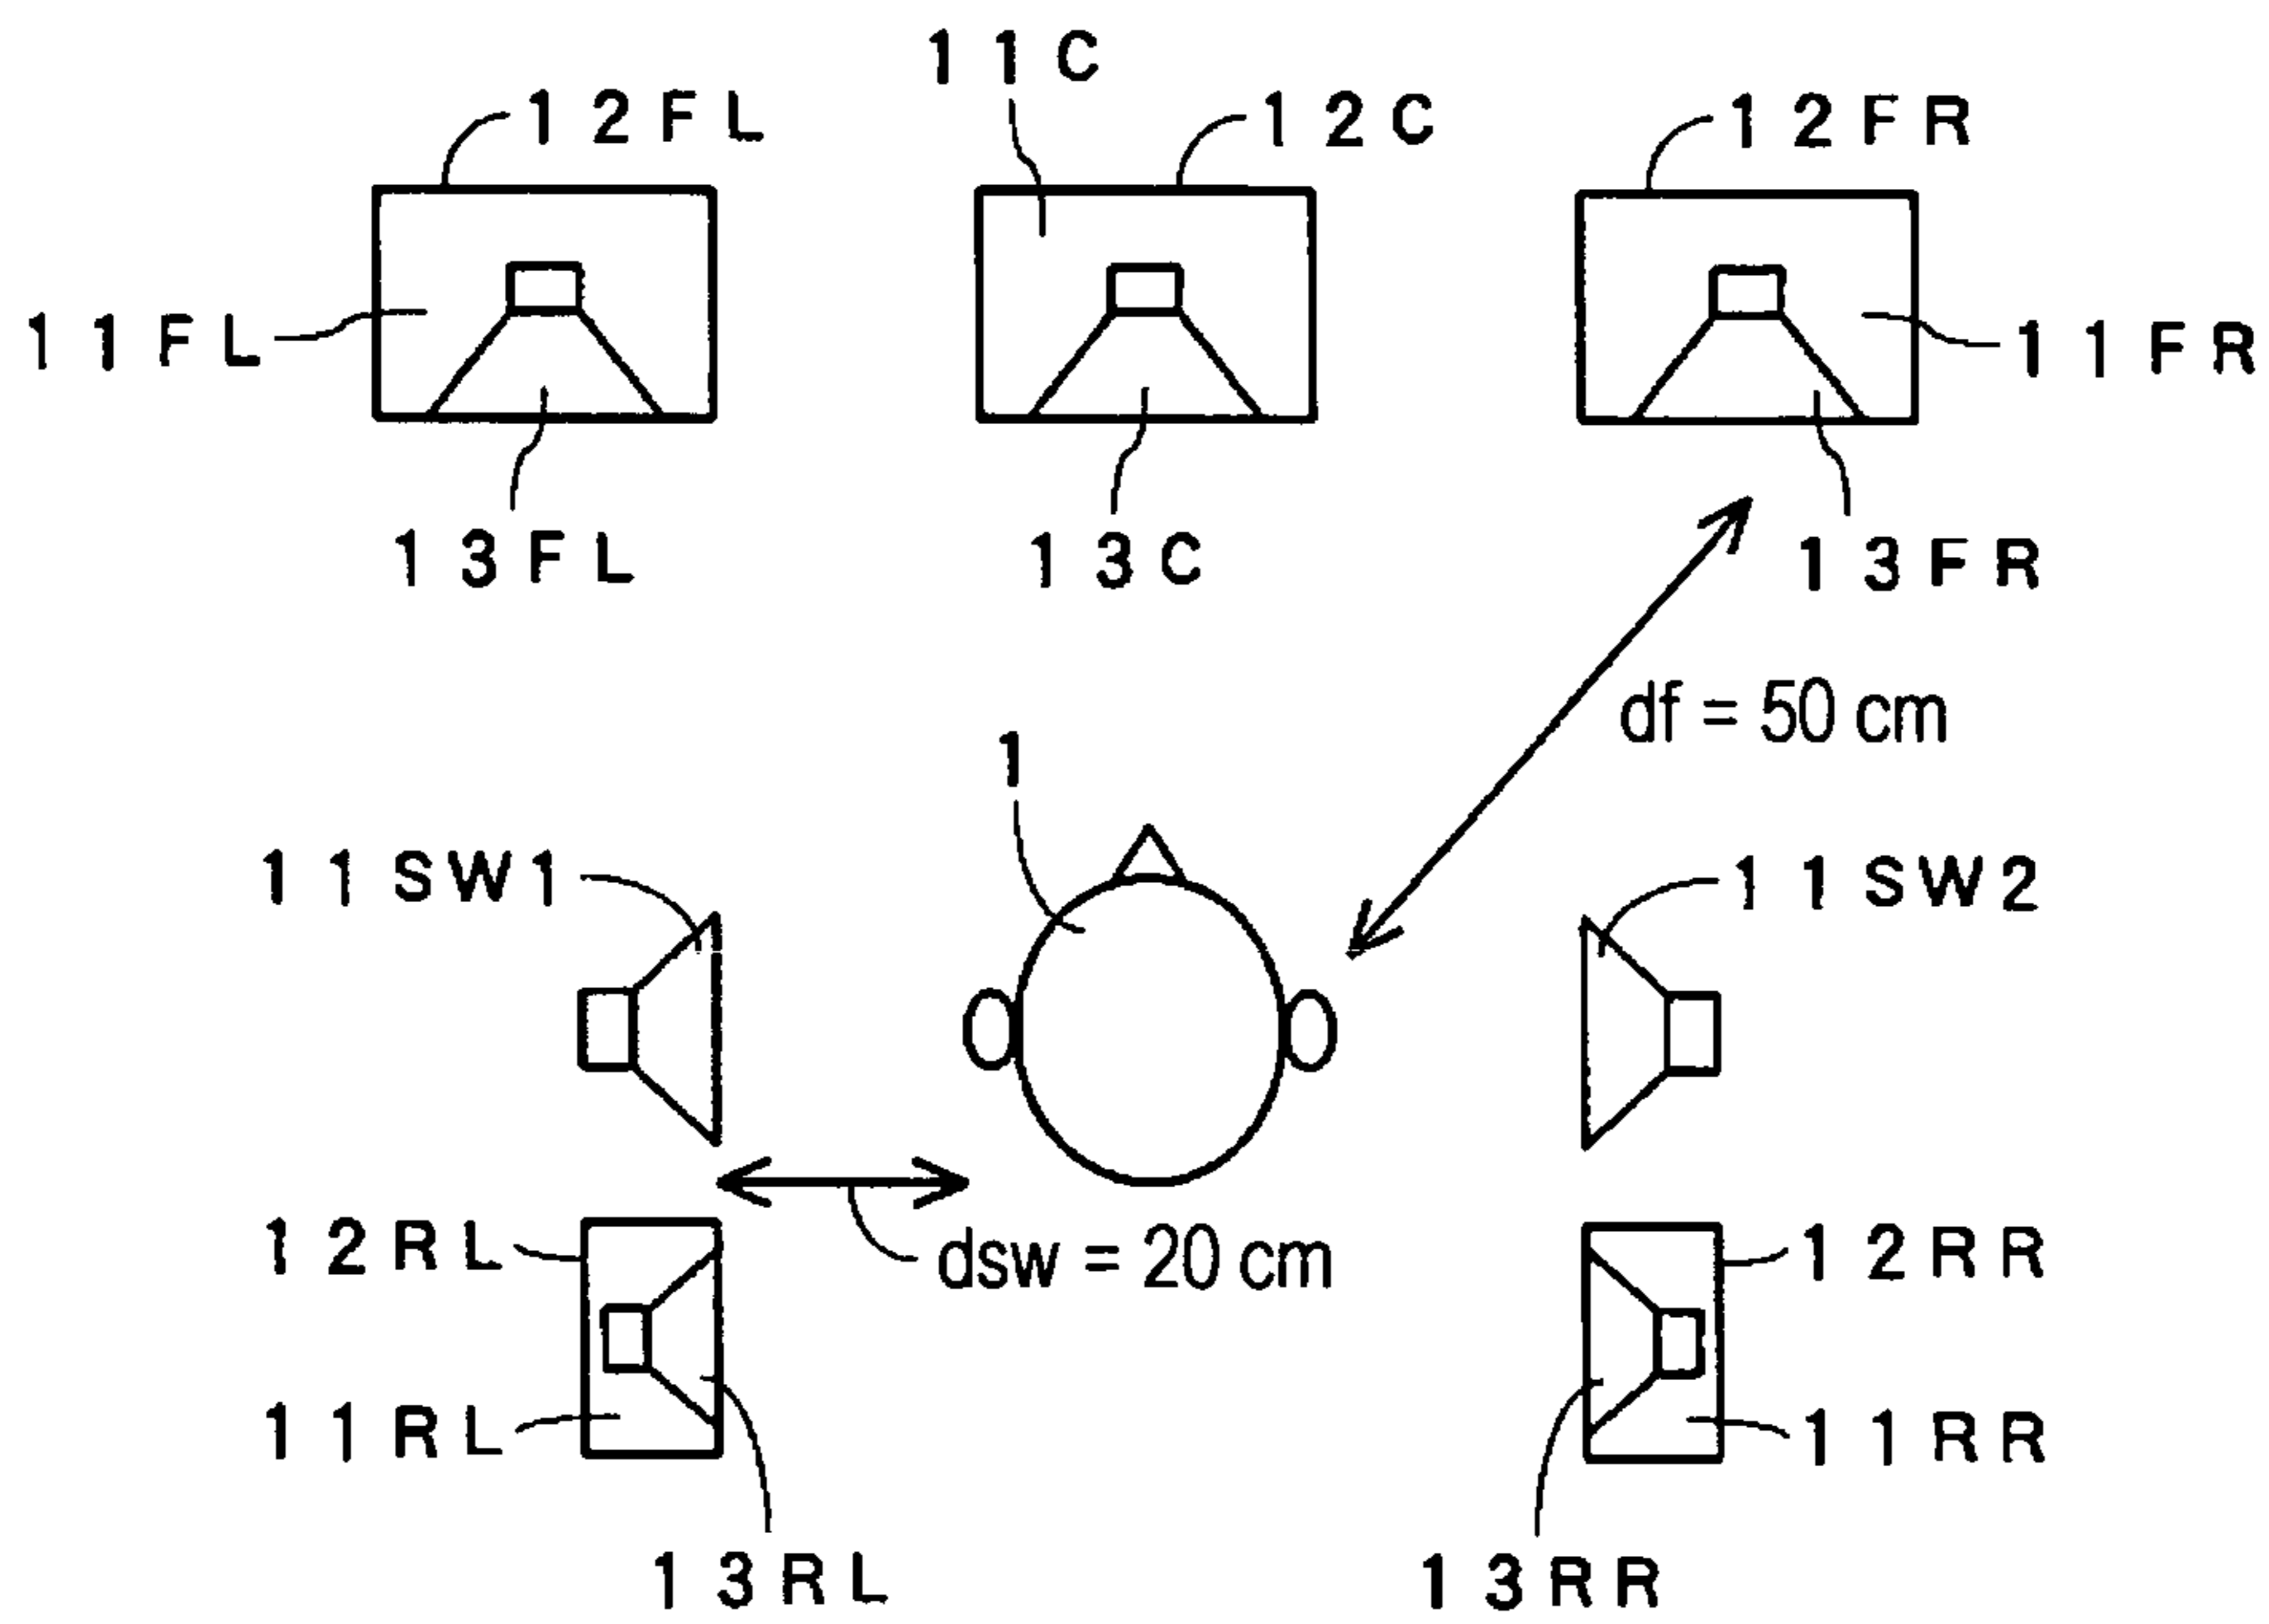 11C
12FL
12C
12FR
11FL
11FR
13FL
13C
13FR
df = 50 cm
1
11SW1
11SW2
12RL
dsw = 20 cm
12RR
11RL
11RR
13RL
13RR